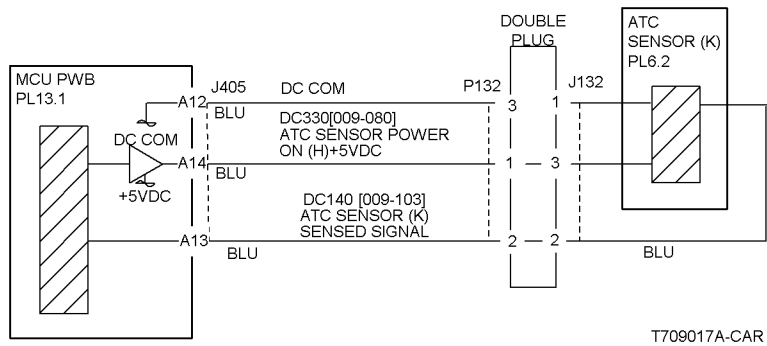 DOUBLE
PLUG
ATC
SENSOR (K)
PL6.2
MCU PWB
PL13.1
J405
DC COM
P132
J132
A12
BLU
3
1
DC330[009-080]
ATC SENSOR POWER
ON (H)+5VDC
DC COM
A14
BLU
1
3
+5VDC
DC140 [009-103]
ATC SENSOR (K)
SENSED SIGNAL
A13
BLU
2
2
BLU
T709017A-CAR